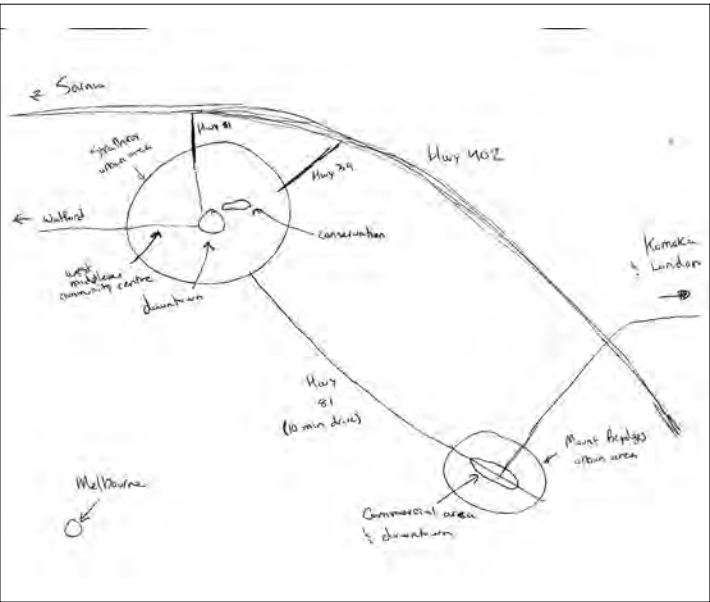 ← Sarnia
Hwy 81
Strathroy
urban area
Hwy 39
Hwy 402
← Watford
conservation
Komoka
& London
west
middlesex
community centre
downtown
Hwy
81
(10 min drive)
Mount Brydges
urban area
Melbourne
Commercial area
& downtown